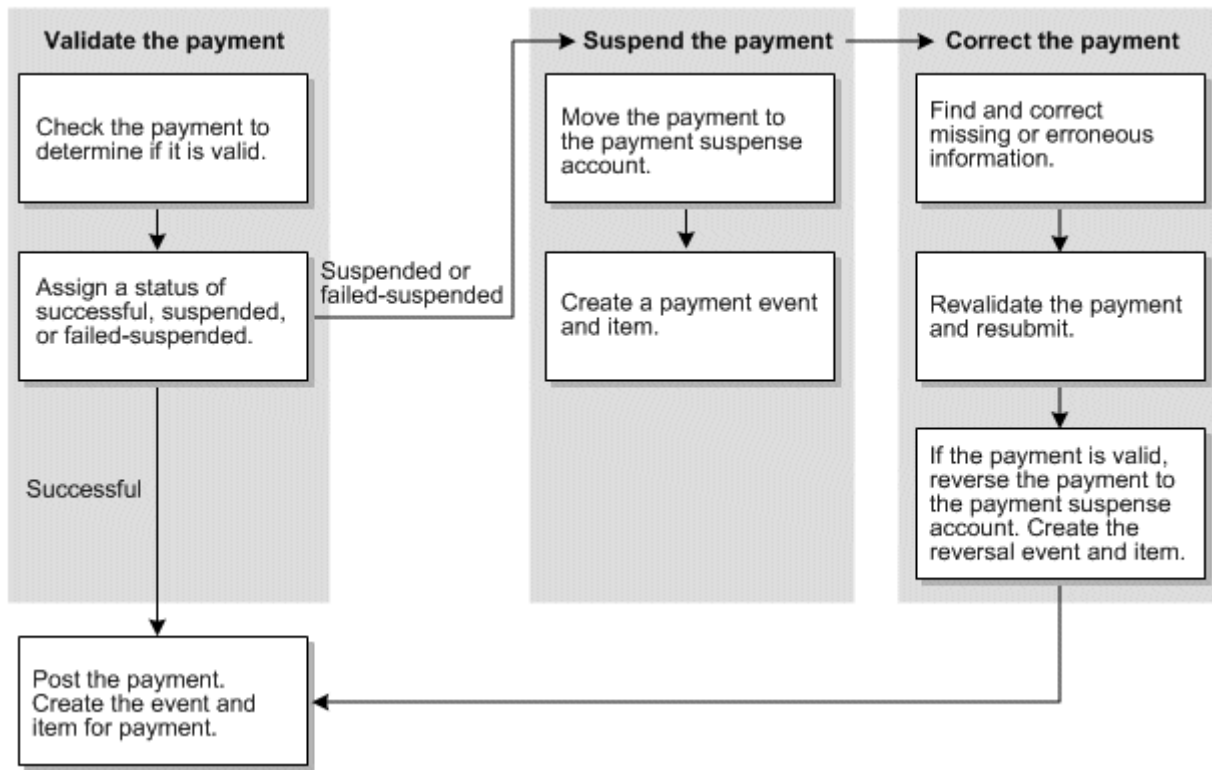 Validate the payment
Check the payment to
determine if it is valid.
Assign a status of
successful, suspended,
or failed-suspended.
Suspended or
failed-suspended
Successful
Post the payment.
Create the event and
item for payment.
Suspend the payment
Move the payment to
the payment suspense
account.
Create a payment event
and item.
Correct the payment
Find and correct
missing or erroneous
information.
Revalidate the payment
and resubmit.
If the payment is valid,
reverse the payment to
the payment suspense
account. Create the
reversal event and item.